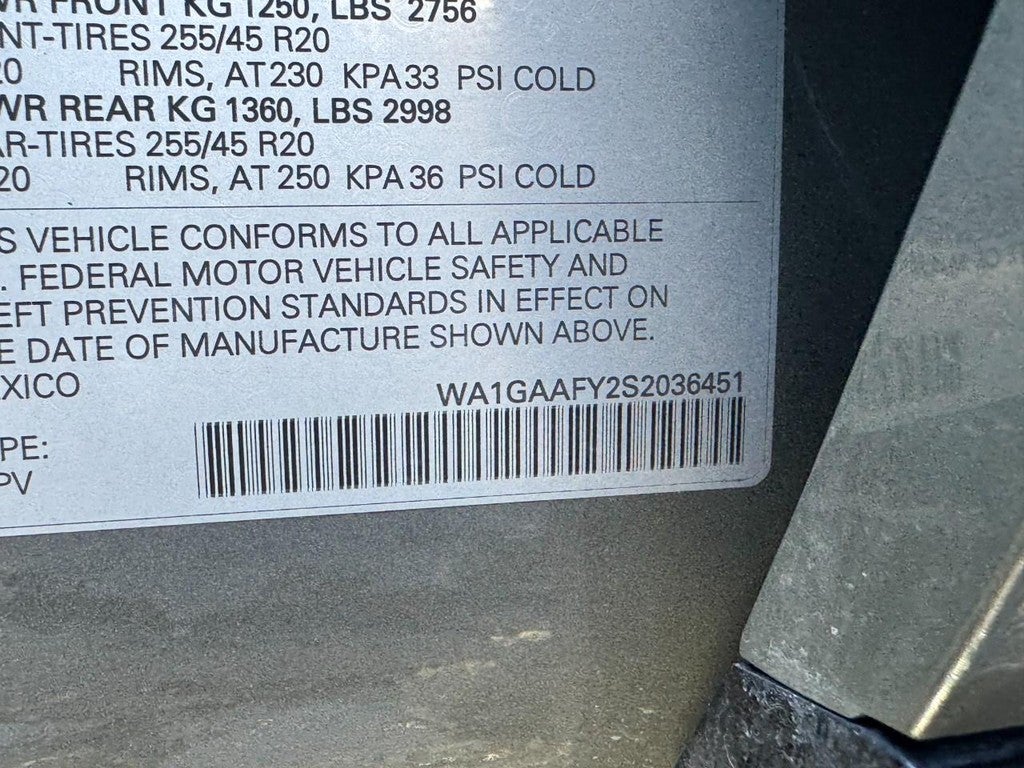 WR FRONT KG 1250, LBS 2756
NT-TIRES 255/45 R20
20 RIMS, AT 230 KPA 33 PSI COLD
WR REAR KG 1360, LBS 2998
AR-TIRES 255/45 R20
20 RIMS, AT 250 KPA 36 PSI COLD
S VEHICLE CONFORMS TO ALL APPLICABLE
. FEDERAL MOTOR VEHICLE SAFETY AND
EFT PREVENTION STANDARDS IN EFFECT ON
E DATE OF MANUFACTURE SHOWN ABOVE.
EXICO WA1GAAFY2S2036451
PE:
PV